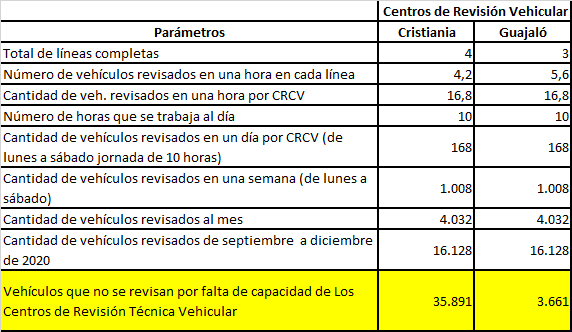 Centros de Revisión Vehicular
Parámetros Cristiania Guajaló
Total de líneas completas 4 3
Número de vehículos revisados en una hora en cada línea 4,2 5,6
Cantidad de veh. revisados en una hora por CRCV 16,8 16,8
Número de horas que se trabaja al día 10 10
Cantidad de vehículos revisados en un día por CRCV (de
lunes a sábado jornada de 10 horas) 168 168
Cantidad de vehículos revisados en una semana (de lunes a
sábado) 1.008 1.008
Cantidad de vehículos revisados al mes 4.032 4.032
Cantidad de vehículos revisados de septiembre a diciembre
de 2020 16.128 16.128
Vehículos que no se revisan por falta de capacidad de Los
Centros de Revisión Técnica Vehicular 35.891 3.661